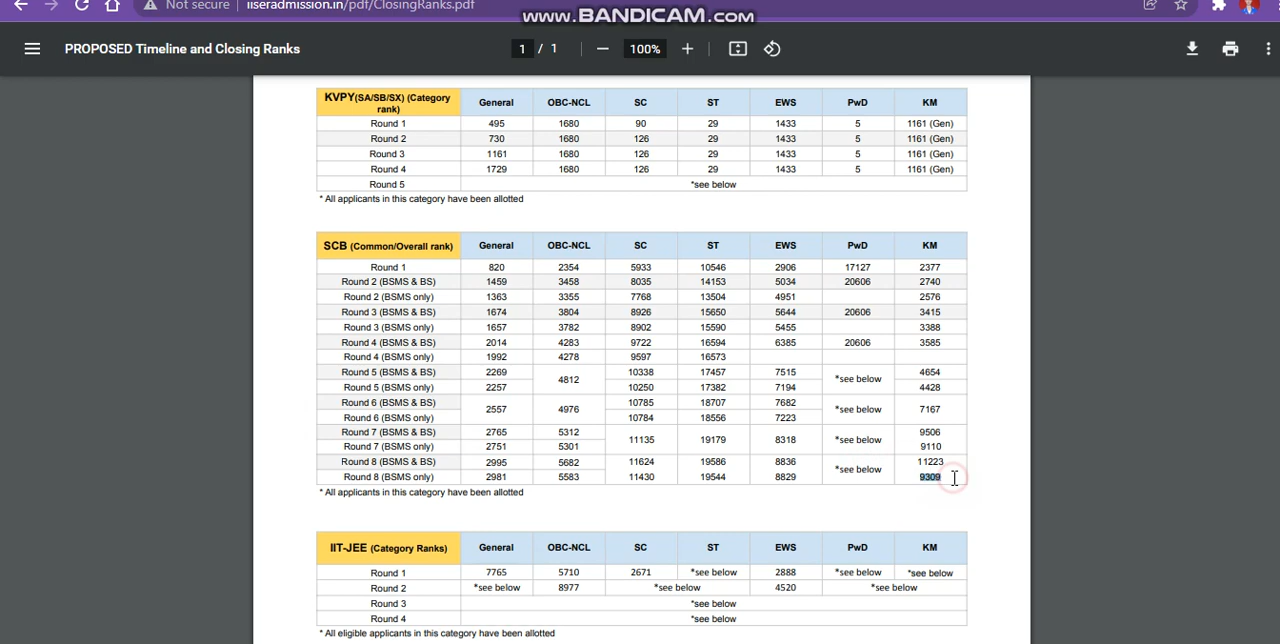 Not secure | iiseradmission.in/pdf/ClosingRanks.pdf
www.BANDICAM.com
PROPOSED Timeline and Closing Ranks 1 / 1 100%
KVPY(SA/SB/SX) (Category rank) General OBC-NCL SC ST EWS PwD KM
Round 1 495 1680 90 29 1433 5 1161 (Gen)
Round 2 730 1680 126 29 1433 5 1161 (Gen)
Round 3 1161 1680 126 29 1433 5 1161 (Gen)
Round 4 1729 1680 126 29 1433 5 1161 (Gen)
Round 5 *see below
* All applicants in this category have been allotted
SCB (Common/Overall rank) General OBC-NCL SC ST EWS PwD KM
Round 1 820 2354 5933 10546 2906 17127 2377
Round 2 (BSMS & BS) 1459 3458 8035 14153 5034 20606 2740
Round 2 (BSMS only) 1363 3355 7768 13504 4951 2576
Round 3 (BSMS & BS) 1674 3804 8926 15650 5644 20606 3415
Round 3 (BSMS only) 1657 3782 8902 15590 5455 3388
Round 4 (BSMS & BS) 2014 4283 9722 16594 6385 20606 3585
Round 4 (BSMS only) 1992 4278 9597 16573
Round 5 (BSMS & BS) 2269 4812 10338 17457 7515 *see below 4654
Round 5 (BSMS only) 2257 10250 17382 7194 4428
Round 6 (BSMS & BS) 2557 4976 10785 18707 7682 *see below 7167
Round 6 (BSMS only) 10784 18556 7223
Round 7 (BSMS & BS) 2765 5312 11135 19179 8318 *see below 9506
Round 7 (BSMS only) 2751 5301 9110
Round 8 (BSMS & BS) 2995 5682 11624 19586 8836 *see below 11223
Round 8 (BSMS only) 2981 5583 11430 19544 8829 9309
* All applicants in this category have been allotted
IIT-JEE (Category Ranks) General OBC-NCL SC ST EWS PwD KM
Round 1 7765 5710 2671 *see below 2888 *see below *see below
Round 2 *see below 8977 *see below 4520 *see below
Round 3 *see below
Round 4 *see below
* All eligible applicants in this category have been allotted